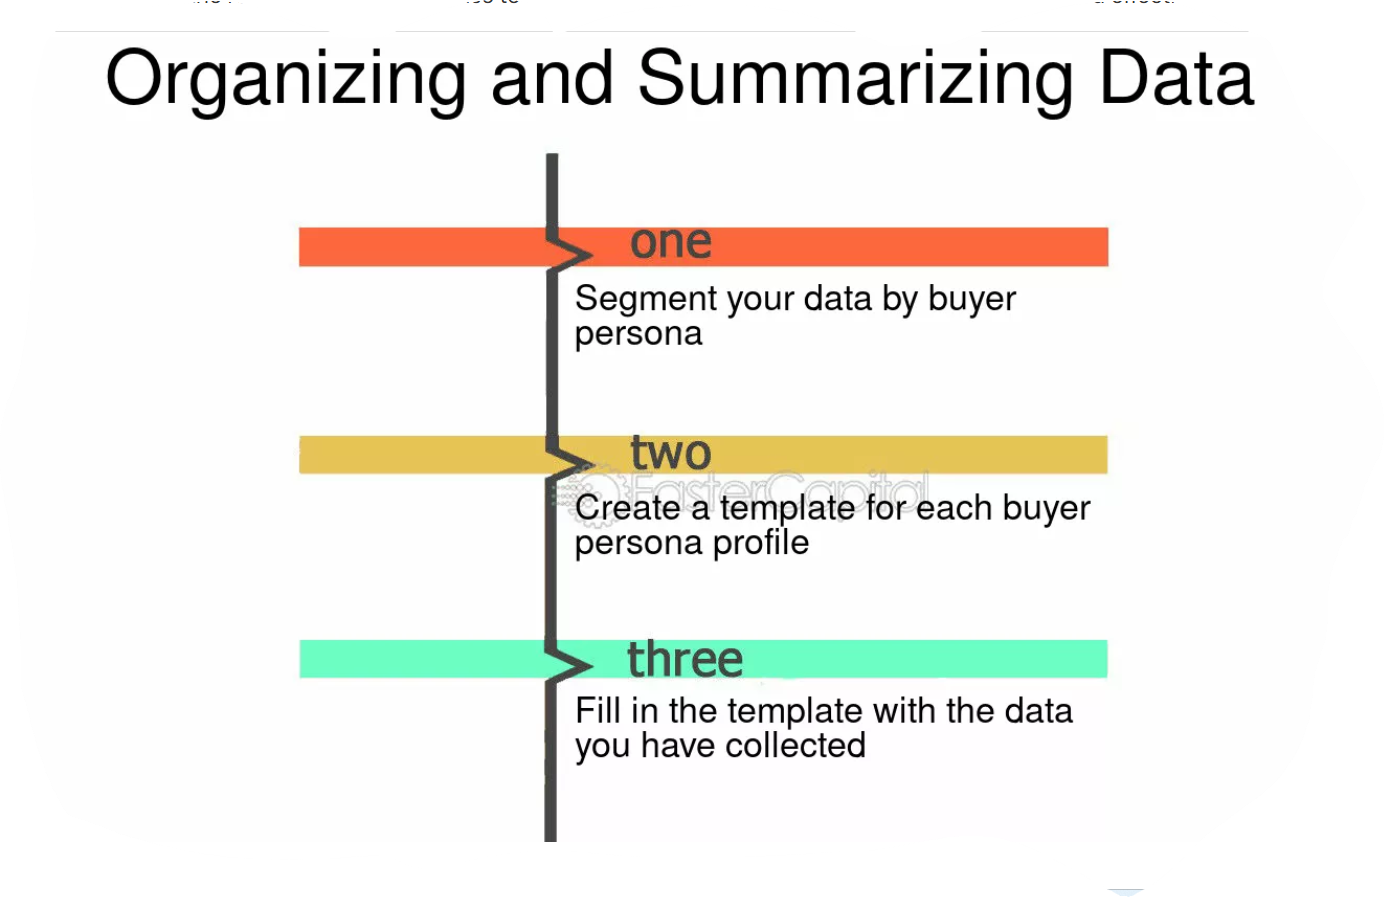 Organizing and Summarizing Data
one
Segment your data by buyer
persona
two
FasterCapital
Create a template for each buyer
persona profile
three
Fill in the template with the data
you have collected